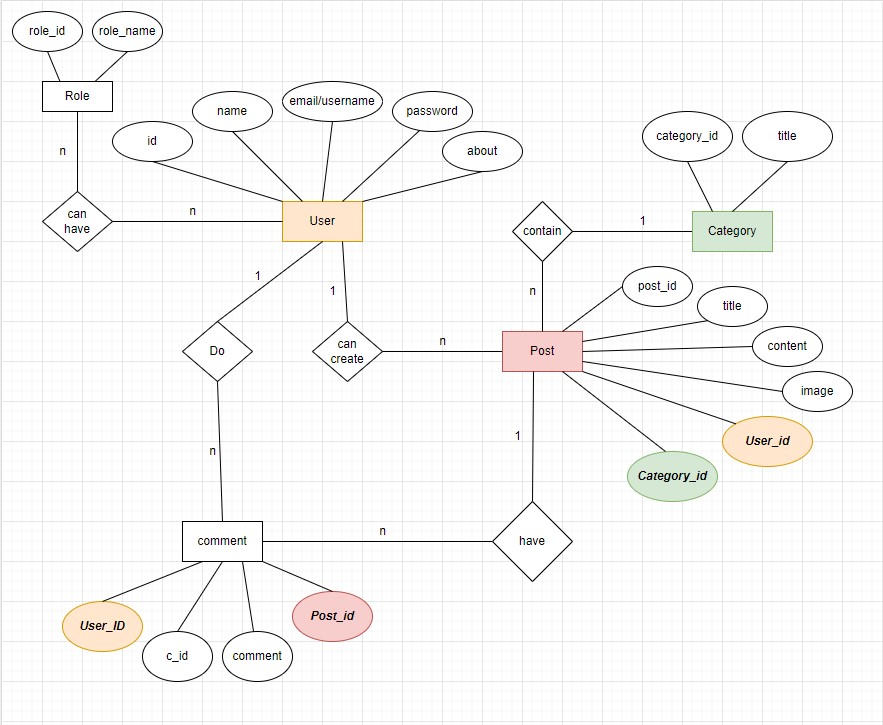 role_id
role_name
Role
n
can
have
n
id
name
email/username
password
about
User
category_id
title
Category
1
contain
n
post_id
title
content
image
User_id
Category_id
Post
1
Do
n
1
can
create
n
1
have
n
comment
User_ID
c_id
comment
Post_id